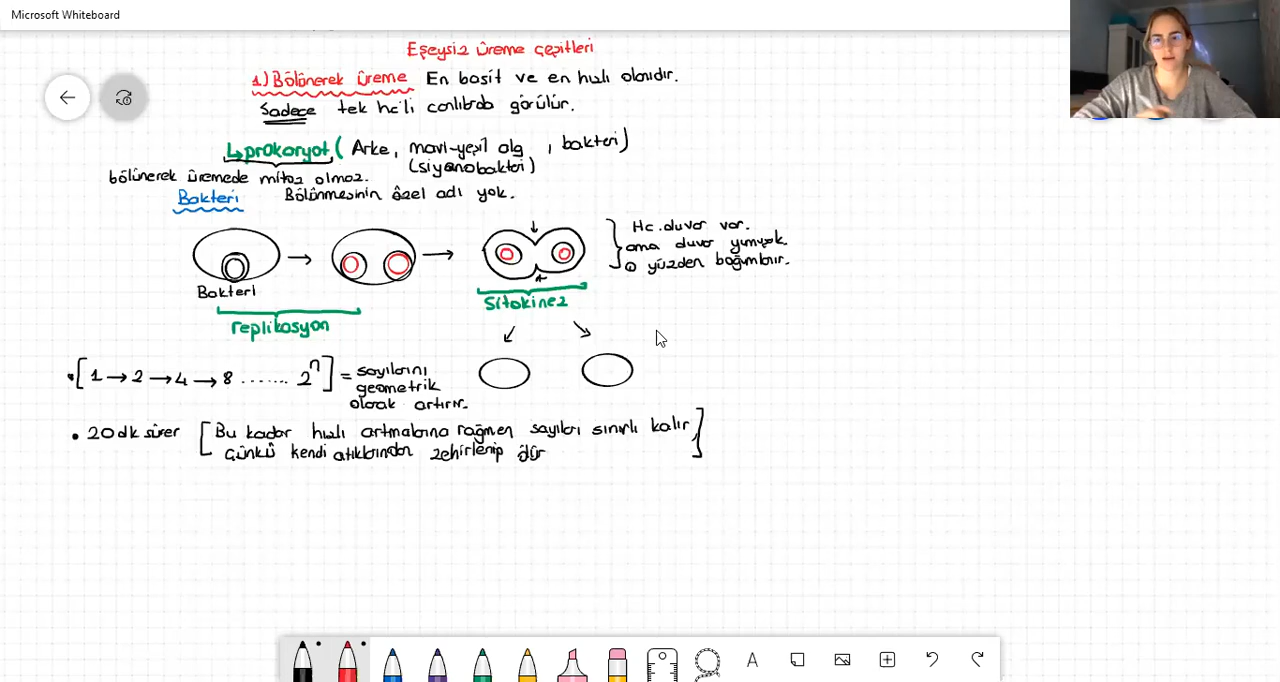 Microsoft Whiteboard
Eşeysiz üreme çeşitleri
1) Bölünerek üreme En basit ve en hızlı olanıdır.
Sadece tek hc'li canlılarda görülür.
↳prokaryot (Arke, mavi-yeşil alg, bakteri)
(siyanobakteri)
bölünerek üremede mitoz olmaz.
Bakteri Bölünmesinin özel adı yok.
Hc. duvar var.
ama duvar yumuşak.
o yüzden boğumlanır.
Bakteri
Sitokinez
replikasyon
• [1 → 2 → 4 → 8 ....... 2ⁿ] = sayılarını
geometrik
olarak artırır.
• 20 dk sürer [Bu kadar hızlı artmalarına rağmen sayıları sınırlı kalır,
Çünkü kendi atıklarından zehirlenip ölür]